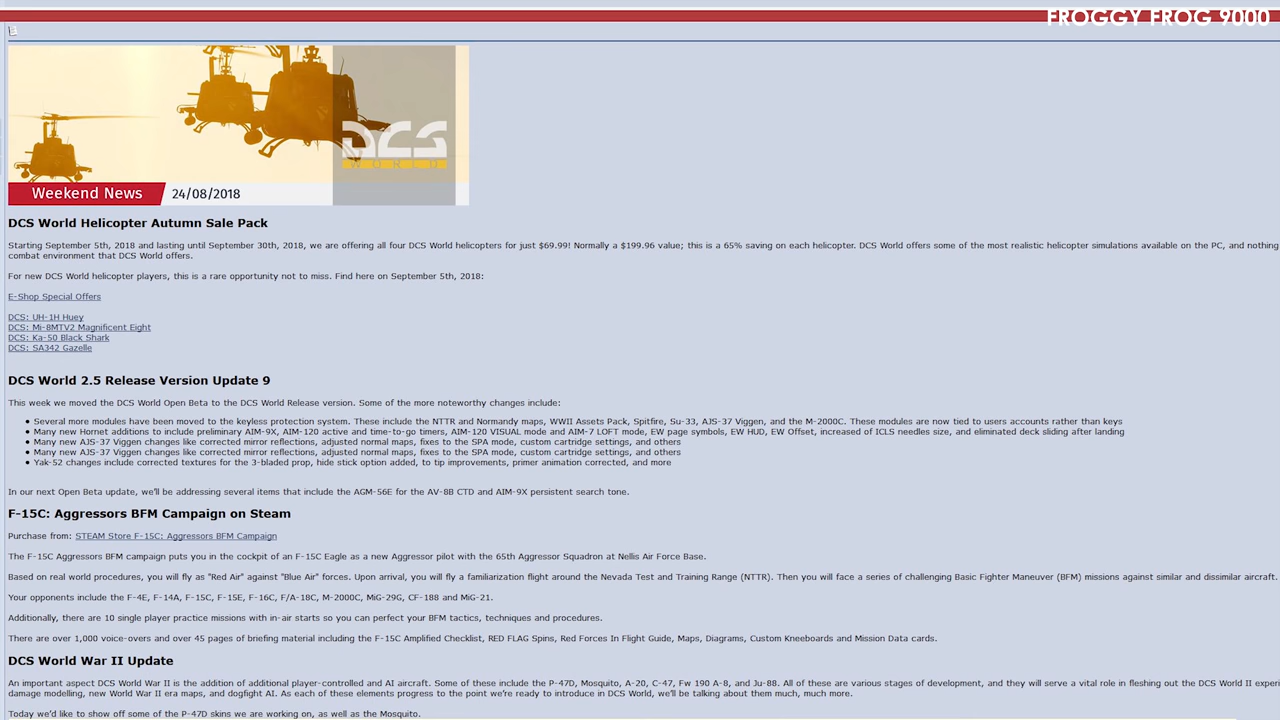 FROGGY FROG 9000
DCS
WORLD
Weekend News 24/08/2018
DCS World Helicopter Autumn Sale Pack
Starting September 5th, 2018 and lasting until September 30th, 2018, we are offering all four DCS World helicopters for just $69.99! Normally a $199.96 value; this is a 65% saving on each helicopter. DCS World offers some of the most realistic helicopter simulations available on the PC, and nothing
combat environment that DCS World offers.
For new DCS World helicopter players, this is a rare opportunity not to miss. Find here on September 5th, 2018:
E-Shop Special Offers
DCS: UH-1H Huey
DCS: Mi-8MTV2 Magnificent Eight
DCS: Ka-50 Black Shark
DCS: SA342 Gazelle
DCS World 2.5 Release Version Update 9
This week we moved the DCS World Open Beta to the DCS World Release version. Some of the more noteworthy changes include:
• Several more modules have been moved to the keyless protection system. These include the NTTR and Normandy maps, WWII Assets Pack, Spitfire, Su-33, AJS-37 Viggen, and the M-2000C. These modules are now tied to users accounts rather than keys
• Many new Hornet additions to include preliminary AIM-9X, AIM-120 active and time-to-go timers, AIM-120 VISUAL mode and AIM-7 LOFT mode, EW page symbols, EW HUD, EW Offset, increased of ICLS needles size, and eliminated deck sliding after landing
• Many new AJS-37 Viggen changes like corrected mirror reflections, adjusted normal maps, fixes to the SPA mode, custom cartridge settings, and others
• Many new AJS-37 Viggen changes like corrected mirror reflections, adjusted normal maps, fixes to the SPA mode, custom cartridge settings, and others
• Yak-52 changes include corrected textures for the 3-bladed prop, hide stick option added, to tip improvements, primer animation corrected, and more
In our next Open Beta update, we'll be addressing several items that include the AGM-56E for the AV-8B CTD and AIM-9X persistent search tone.
F-15C: Aggressors BFM Campaign on Steam
Purchase from: STEAM Store F-15C: Aggressors BFM Campaign
The F-15C Aggressors BFM campaign puts you in the cockpit of an F-15C Eagle as a new Aggressor pilot with the 65th Aggressor Squadron at Nellis Air Force Base.
Based on real world procedures, you will fly as "Red Air" against "Blue Air" forces. Upon arrival, you will fly a familiarization flight around the Nevada Test and Training Range (NTTR). Then you will face a series of challenging Basic Fighter Maneuver (BFM) missions against similar and dissimilar aircraft.
Your opponents include the F-4E, F-14A, F-15C, F-15E, F-16C, F/A-18C, M-2000C, MiG-29G, CF-188 and MiG-21.
Additionally, there are 10 single player practice missions with in-air starts so you can perfect your BFM tactics, techniques and procedures.
There are over 1,000 voice-overs and over 45 pages of briefing material including the F-15C Amplified Checklist, RED FLAG Spins, Red Forces In Flight Guide, Maps, Diagrams, Custom Kneeboards and Mission Data cards.
DCS World War II Update
An important aspect DCS World War II is the addition of additional player-controlled and AI aircraft. Some of these include the P-47D, Mosquito, A-20, C-47, Fw 190 A-8, and Ju-88. All of these are various stages of development, and they will serve a vital role in fleshing out the DCS World II experi
damage modelling, new World War II era maps, and dogfight AI. As each of these elements progress to the point we're ready to introduce in DCS World, we'll be talking about them much, much more.
Today we'd like to show off some of the P-47D skins we are working on, as well as the Mosquito.